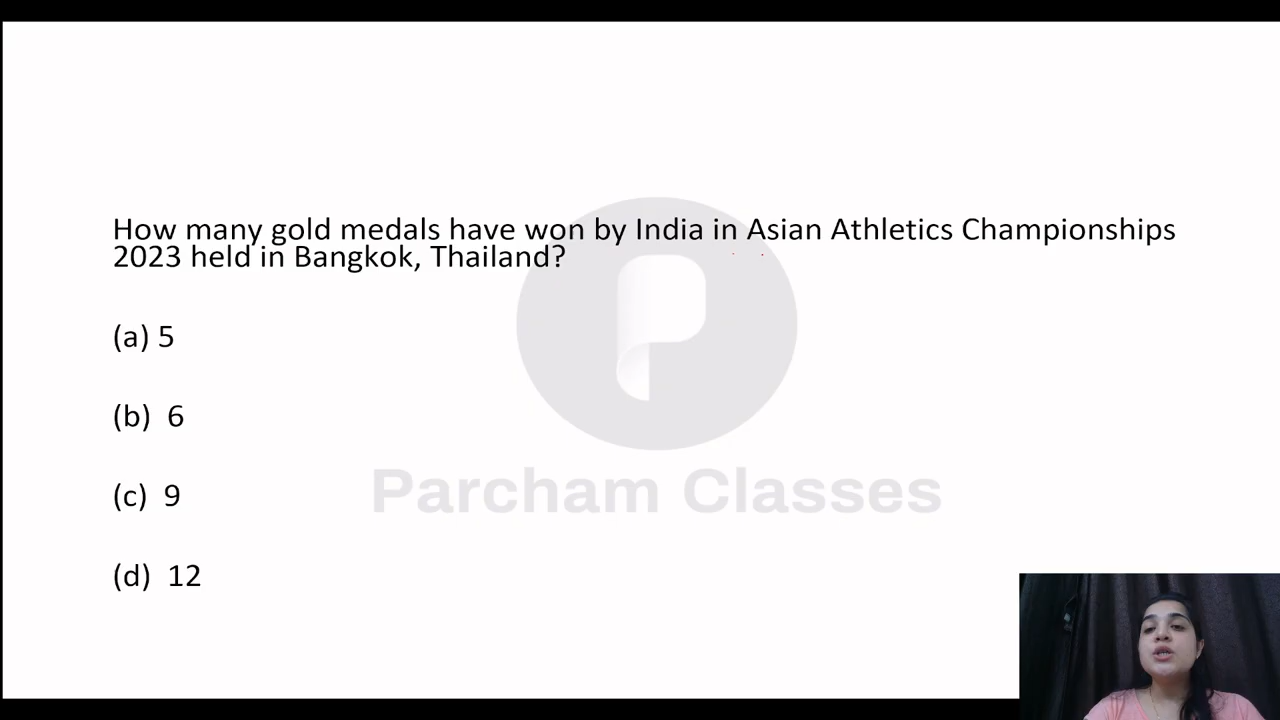 How many gold medals have won by India in Asian Athletics Championships
2023 held in Bangkok, Thailand?
(a) 5
(b) 6
(c) 9
(d) 12
Parcham Classes